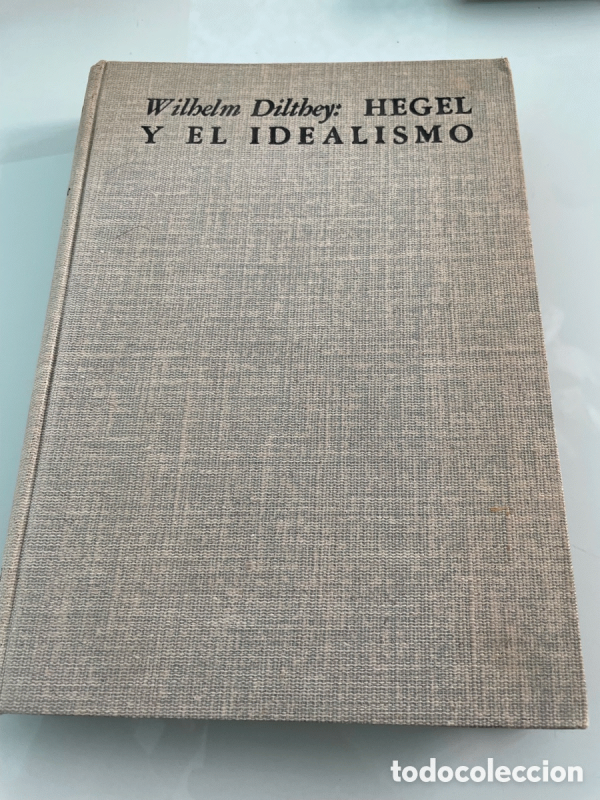 Wilhelm Dilthey: HEGEL
Y EL IDEALISMO
todocoleccion